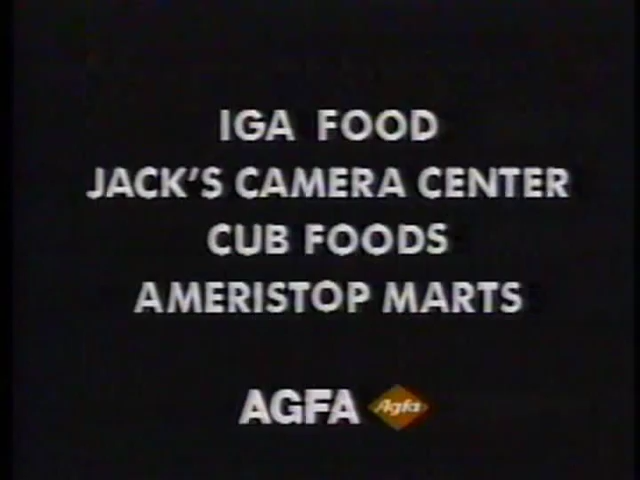 IGA FOOD
JACK'S CAMERA CENTER
CUB FOODS
AMERISTOP MARTS
AGFA Agfa